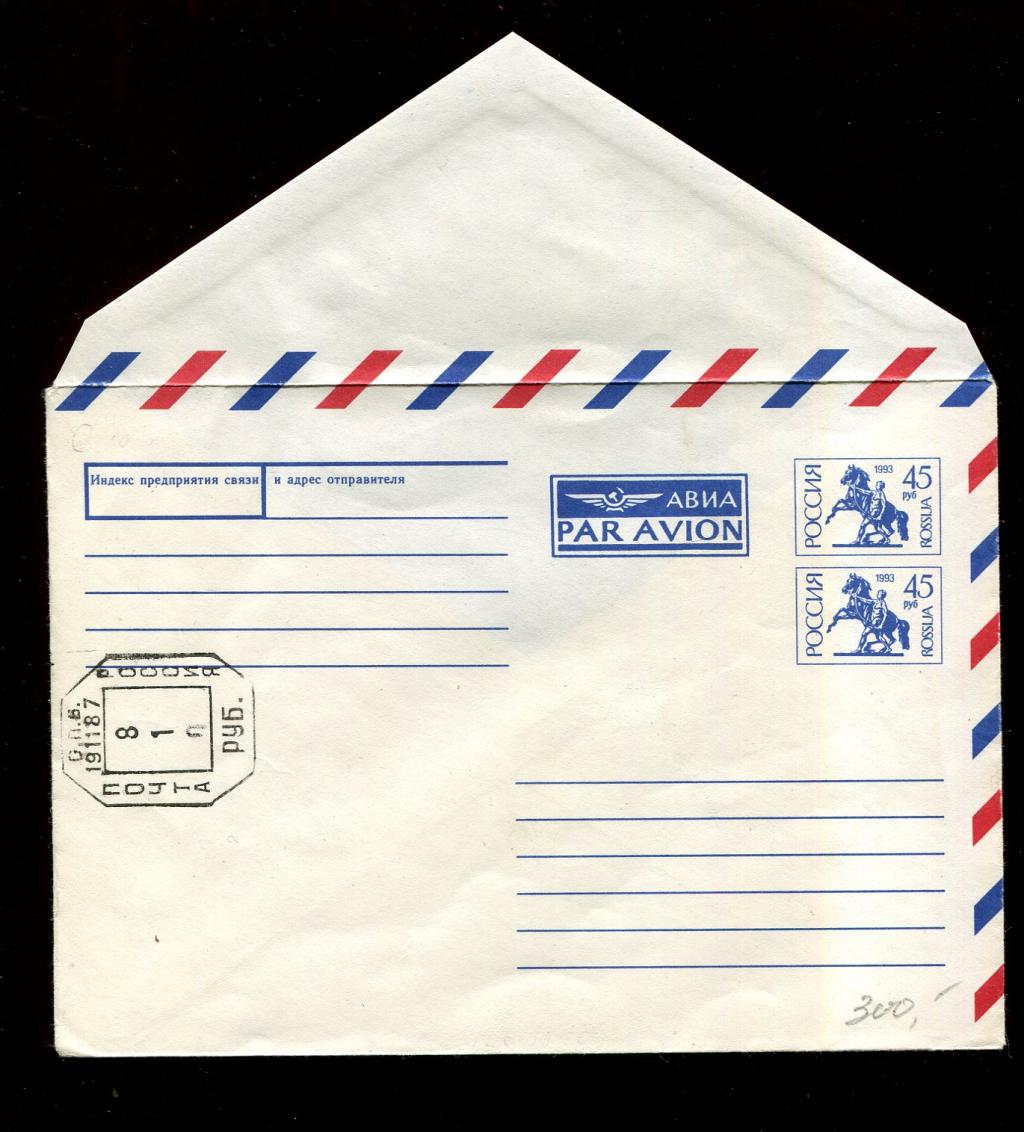 Индекс предприятия связи и адрес отправителя
АВИА
PAR AVION
РОССИЯ 1993 45 руб ROSSIJA
РОССИЯ 1993 45 руб ROSSIJA
РОССИЯ
С.П.Б.
191187
8
1
ПОЧТА
РУБ.
300,-